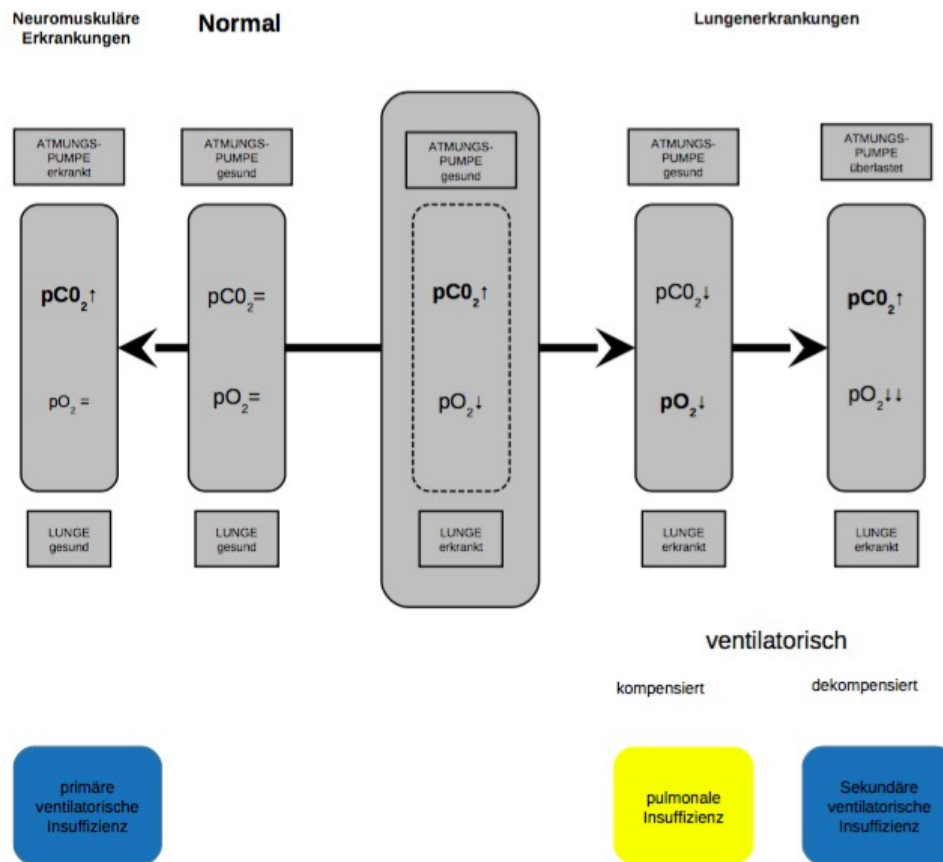 Neuromuskuläre
Erkrankungen
Normal
Lungenerkrankungen
ATMUNGS-
PUMPE
erkrankt
ATMUNGS-
PUMPE
gesund
ATMUNGS-
PUMPE
gesund
ATMUNGS-
PUMPE
gesund
ATMUNGS-
PUMPE
überlastet
pC0₂↑
pC0₂=
pC0₂↑
pC0₂↓
pC0₂↑
pO₂ =
pO₂=
pO₂↓
pO₂↓
pO₂↓↓
LUNGE
gesund
LUNGE
gesund
LUNGE
erkrankt
LUNGE
erkrankt
LUNGE
erkrankt
ventilatorisch
kompensiert
dekompensiert
primäre
ventilatorische
Insuffizienz
pulmonale
Insuffizienz
Sekundäre
ventilatorische
Insuffizienz